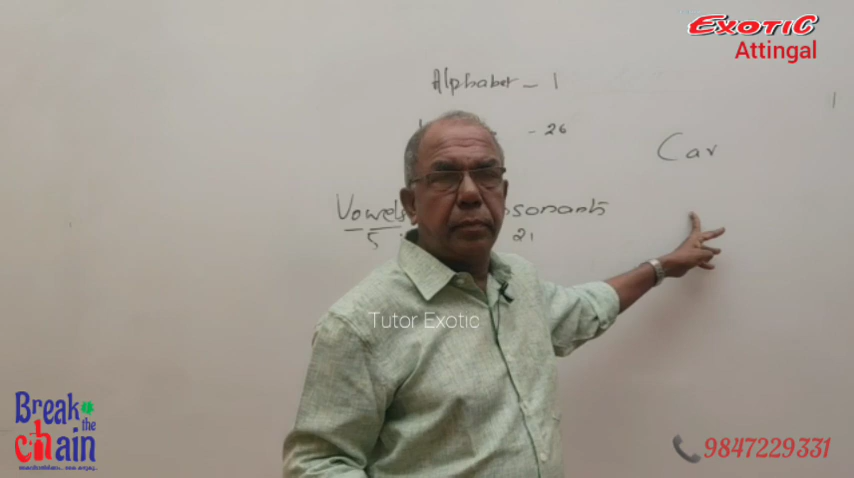 EXOTIC
Attingal
Alphabet - 1
- 26
Car
Vowels
5
21
Tutor Exotic
Break
the
chain
9847229331